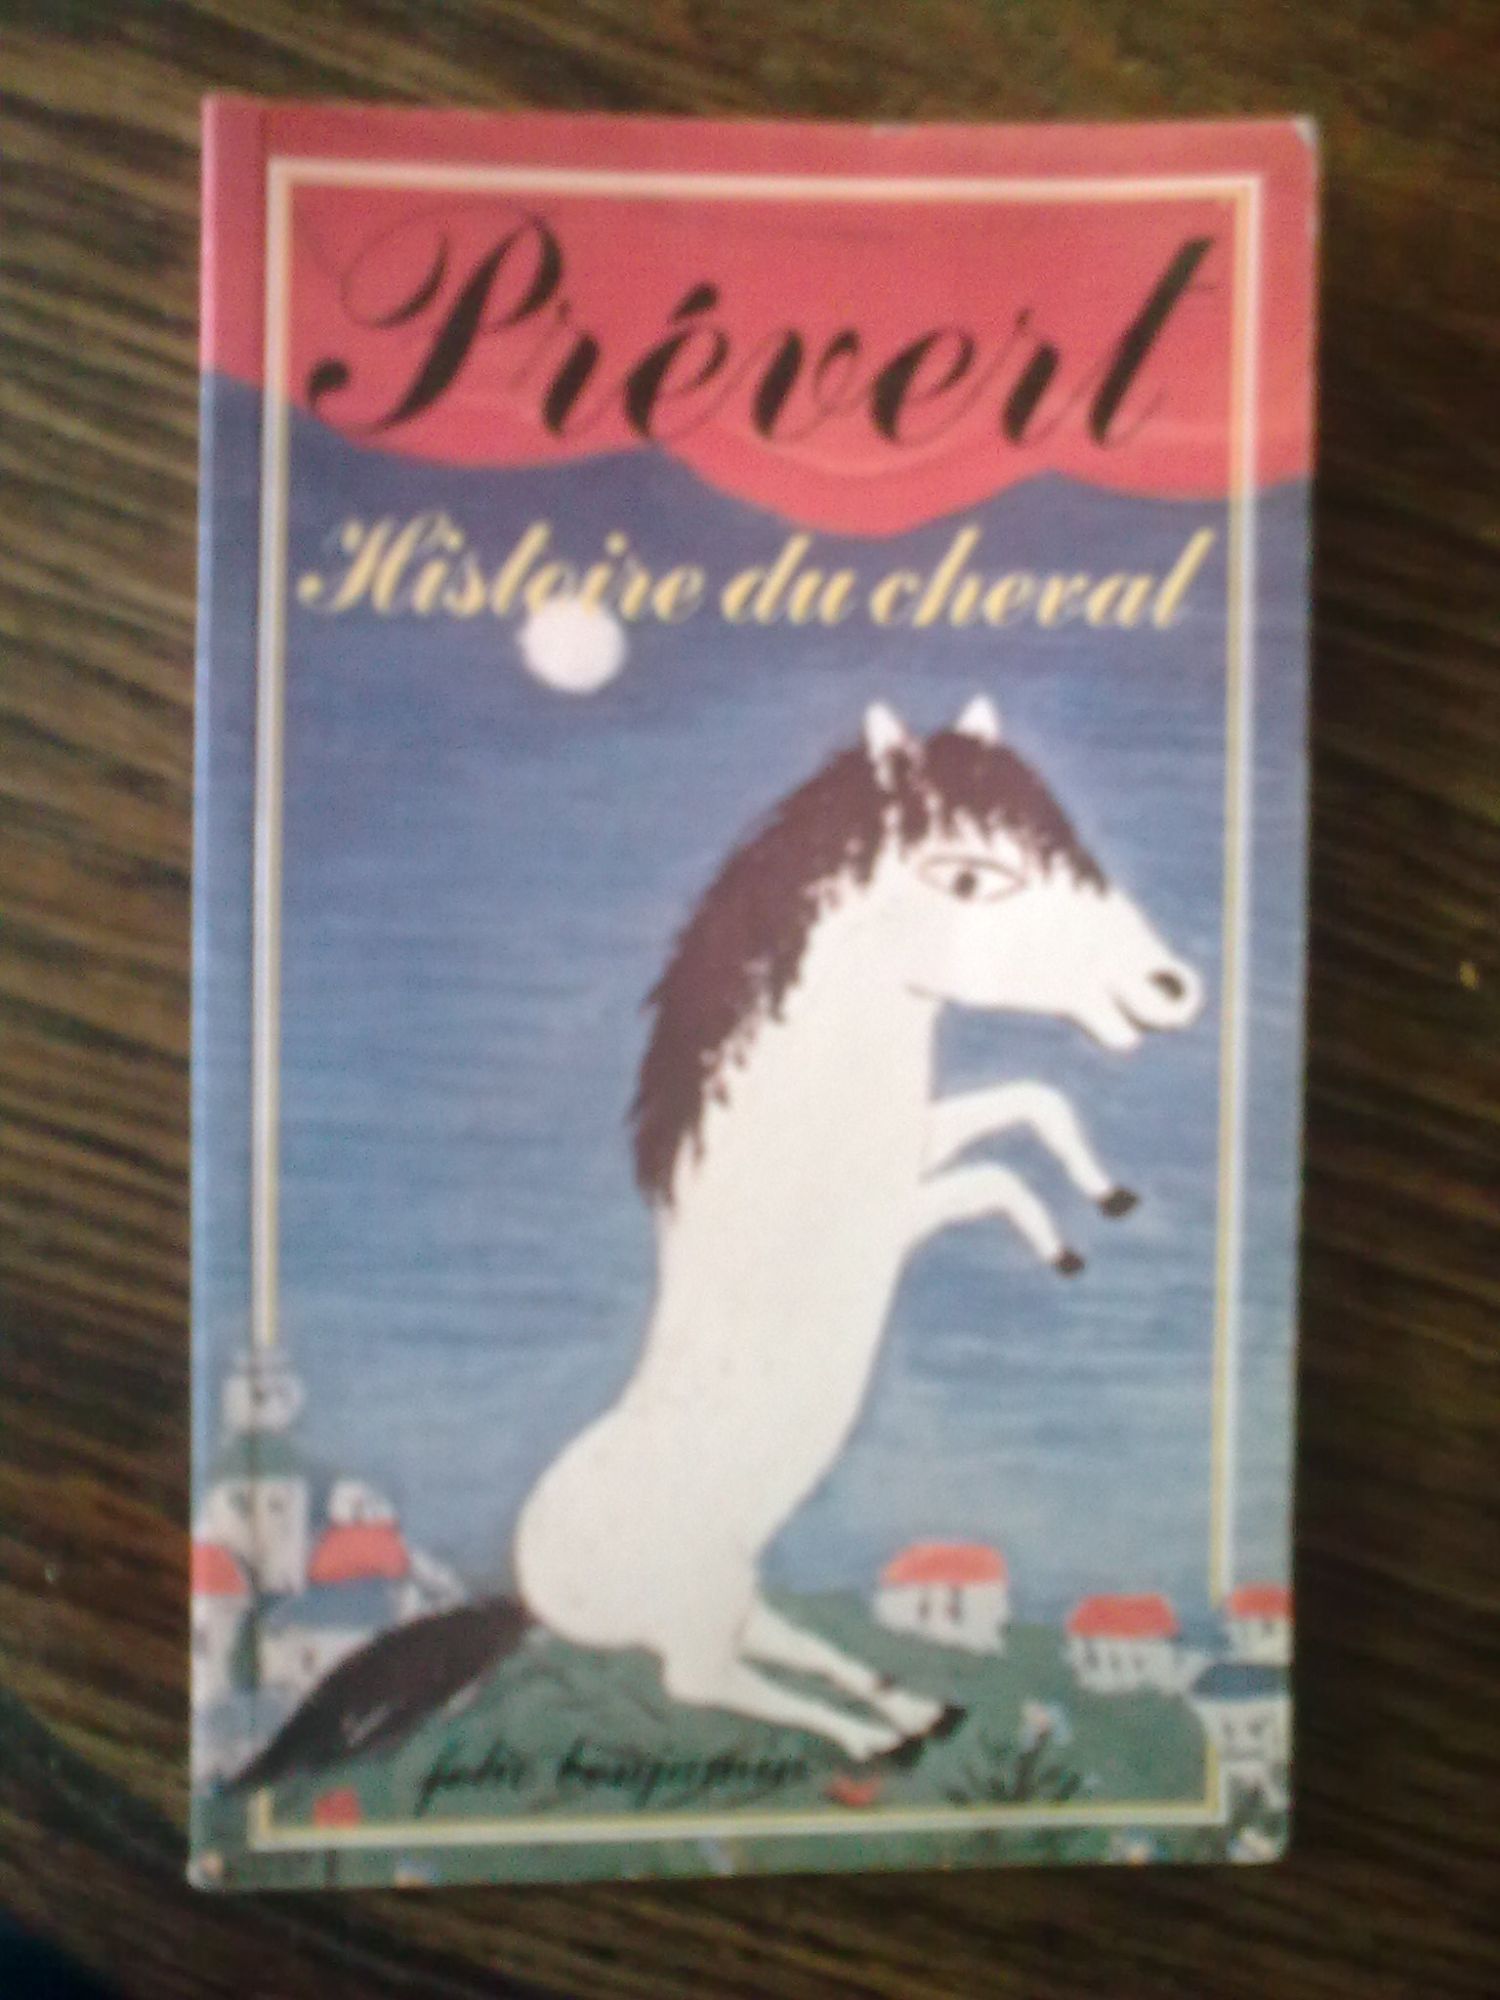 Prévert
Histoire du cheval